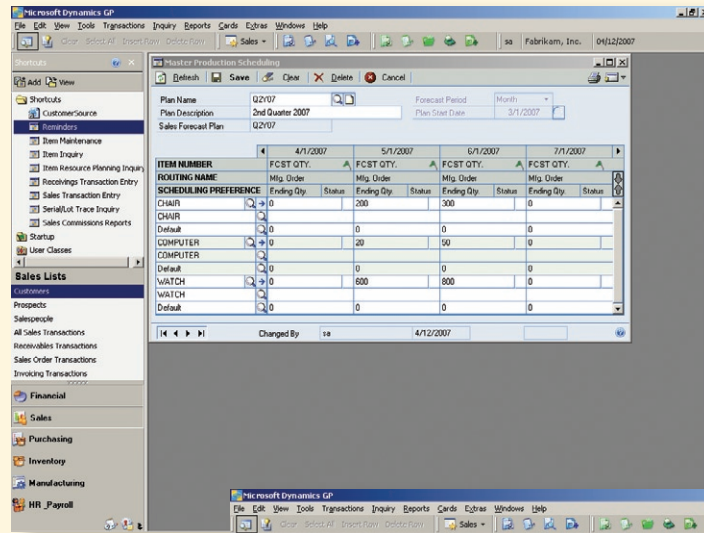 Microsoft Dynamics GP
File Edit View Tools Transactions Inquiry Reports Cards Extras Windows Help
Clear Select All Insert Row Delete Row Sales sa Fabrikam, Inc. 04/12/2007
Shortcuts
Add View
Shortcuts
CustomerSource
Reminders
Item Maintenance
Item Inquiry
Item Resource Planning Inquiry
Receivings Transaction Entry
Sales Transaction Entry
Serial/Lot Trace Inquiry
Sales Commissions Reports
Startup
User Classes
Sales Lists
Customers
Prospects
Salespeople
All Sales Transactions
Receivables Transactions
Sales Order Transactions
Invoicing Transactions
Financial
Sales
Purchasing
Inventory
Manufacturing
HR _Payroll
Master Production Scheduling
Refresh Save Clear Delete Cancel
Plan Name Q2Y07 Forecast Period Month
Plan Description 2nd Quarter 2007 Plan Start Date 3/1/2007
Sales Forecast Plan Q2Y07
4/1/2007 5/1/2007 6/1/2007 7/1/2007
ITEM NUMBER FCST QTY. FCST QTY. FCST QTY. FCST QTY.
ROUTING NAME Mfg. Order Mfg. Order Mfg. Order Mfg. Order
SCHEDULING PREFERENCE Ending Qty. Status Ending Qty. Status Ending Qty. Status Ending Qty. Status
CHAIR 0 200 300 0
CHAIR
Default 0 0 0 0
COMPUTER 0 20 50 0
COMPUTER
Default 0 0 0 0
WATCH 0 600 800 0
WATCH
Default 0 0 0 0
Changed By sa 4/12/2007
Microsoft Dynamics GP
File Edit View Tools Transactions Inquiry Reports Cards Extras Windows Help
Clear Select All Insert Row Delete Row Sales